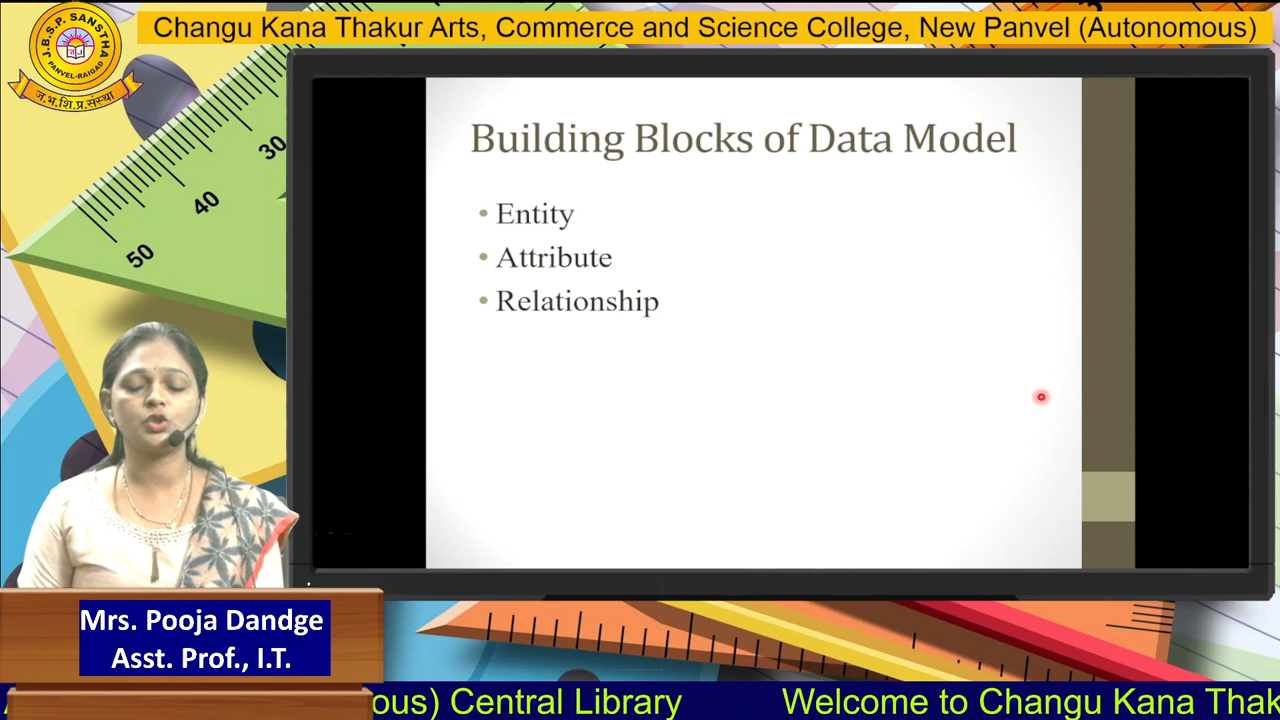 J.B.S.P. SANSTHA
PANVEL-RAIGAD
ज.भ.शि.प्र.संस्था
Changu Kana Thakur Arts, Commerce and Science College, New Panvel (Autonomous)
30
40
50
Building Blocks of Data Model
• Entity
• Attribute
• Relationship
Mrs. Pooja Dandge
Asst. Prof., I.T.
ous) Central Library Welcome to Changu Kana Thak